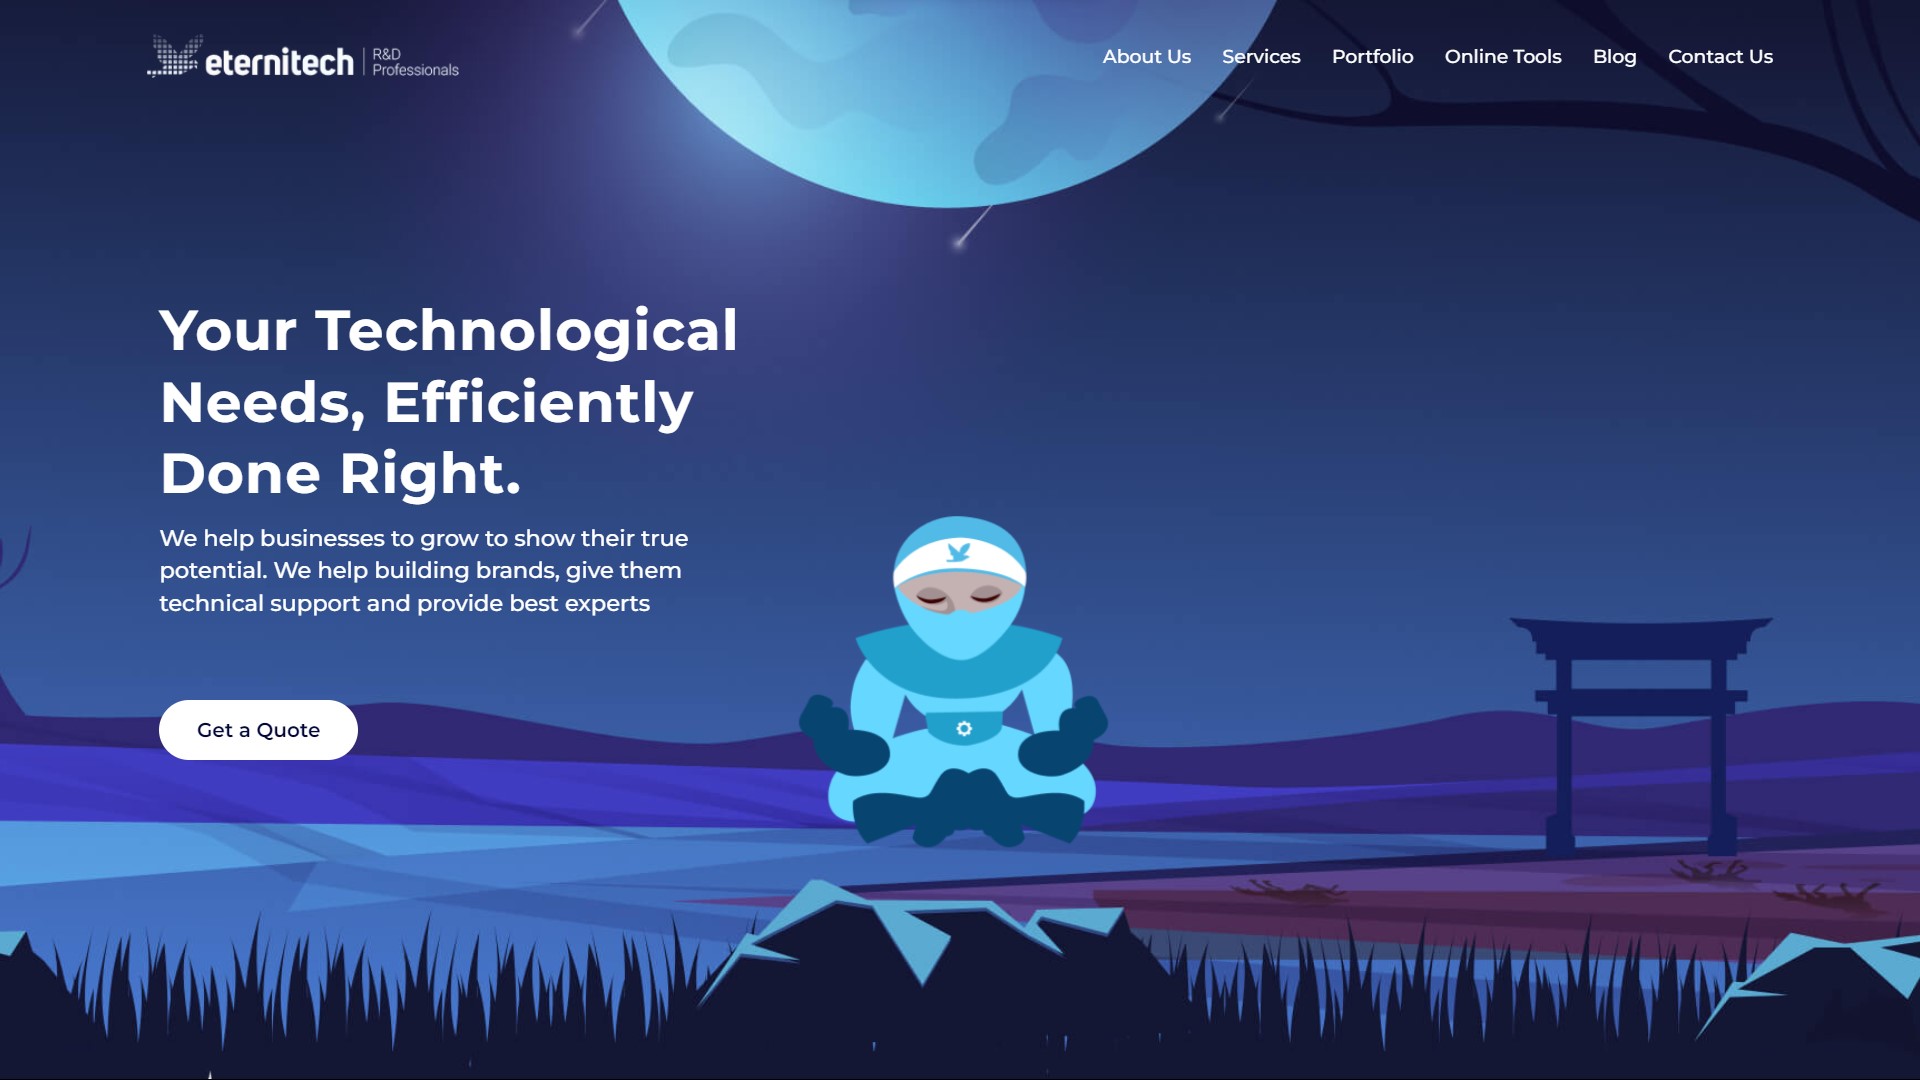 eternitech
R&D
Professionals
About Us
Services
Portfolio
Online Tools
Blog
Contact Us
Your Technological
Needs, Efficiently
Done Right.
We help businesses to grow to show their true
potential. We help building brands, give them
technical support and provide best experts
Get a Quote